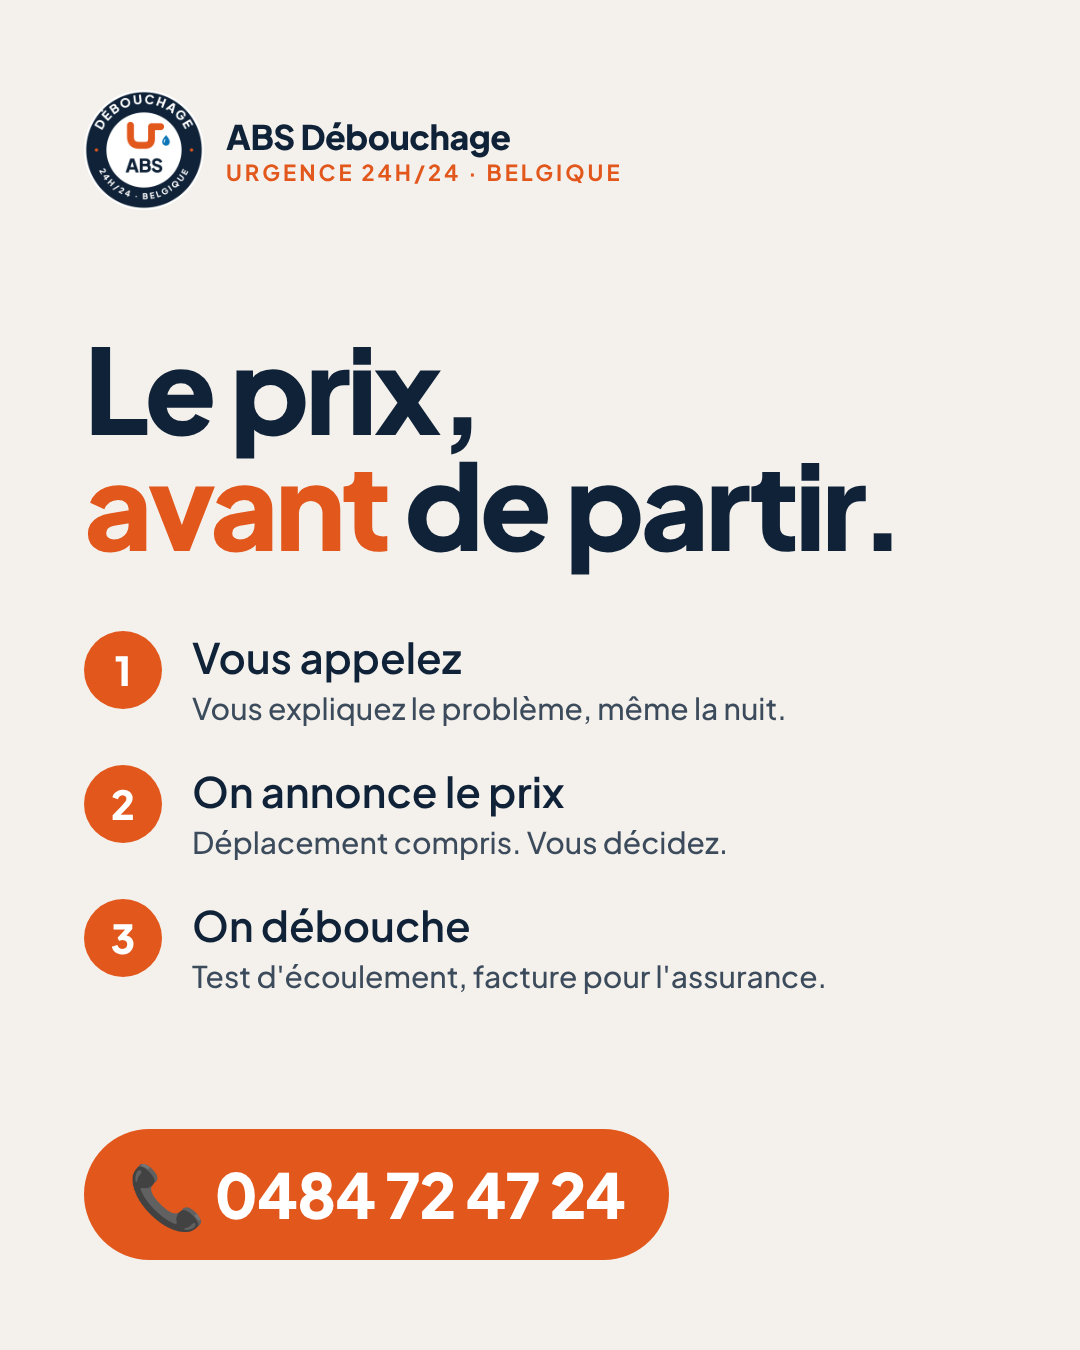 DÉBOUCHAGE
ABS
24H/24 · BELGIQUE
ABS Débouchage
URGENCE 24H/24 · BELGIQUE
Le prix,
avant de partir.
1
Vous appelez
Vous expliquez le problème, même la nuit.
2
On annonce le prix
Déplacement compris. Vous décidez.
3
On débouche
Test d'écoulement, facture pour l'assurance.
0484 72 47 24